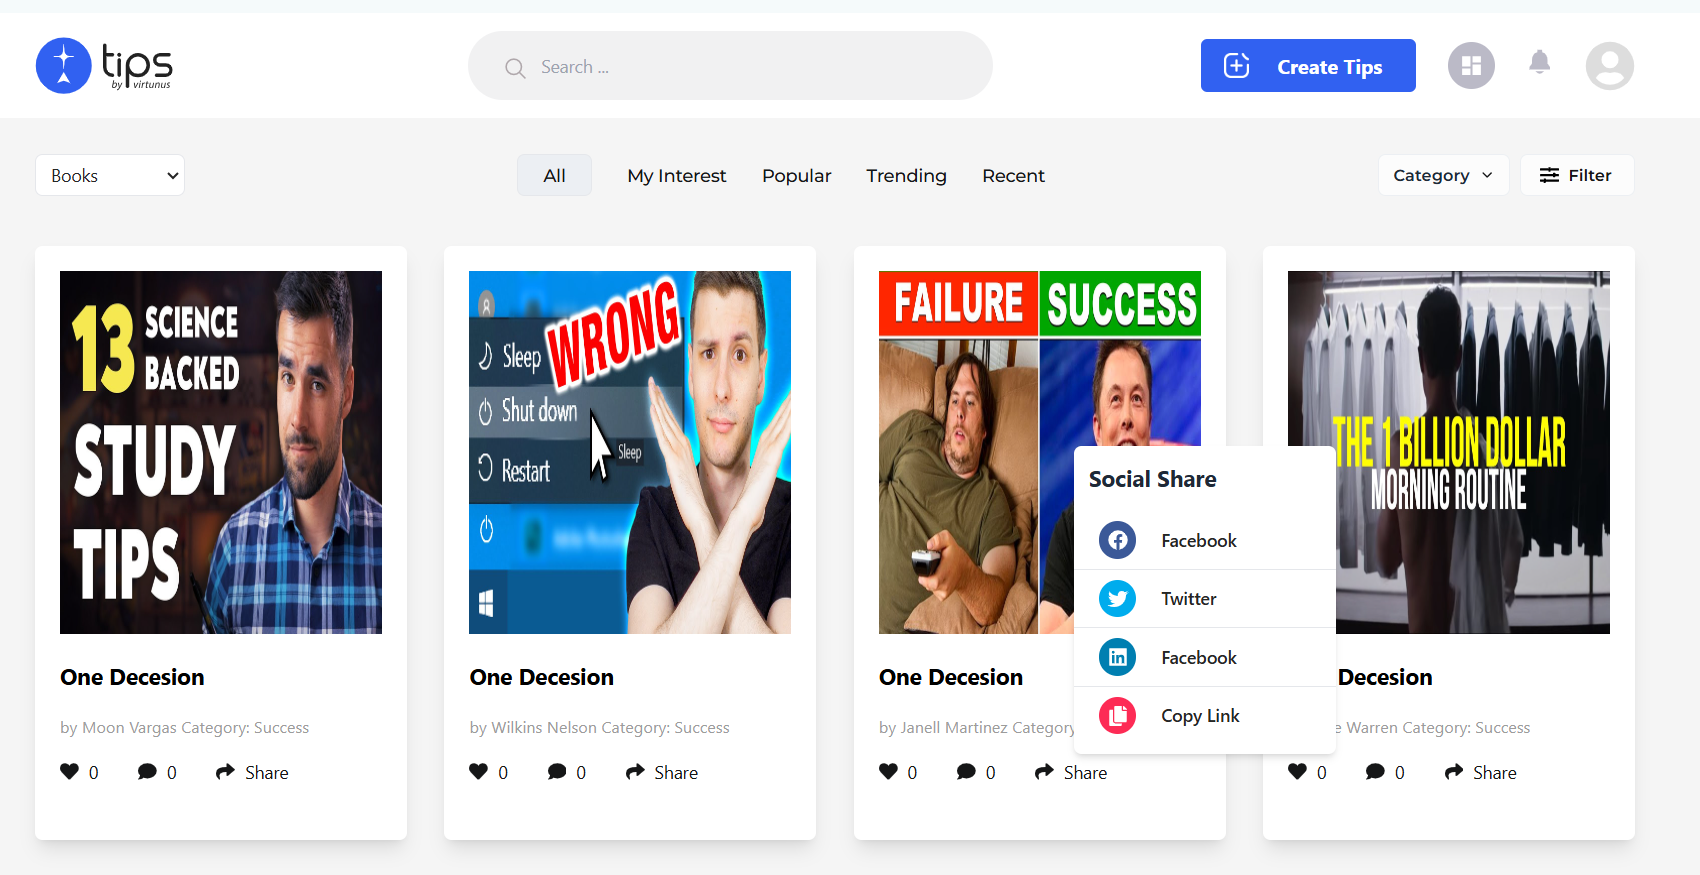 tips
by virtunus
Search ...
Create Tips
Books
All
My Interest
Popular
Trending
Recent
Category
Filter
13 SCIENCE
BACKED
STUDY
TIPS
One Decesion
by Moon Vargas Category: Success
0
0
Share
8
Sleep
WRONG
Shut down
Sleep
Restart
One Decesion
by Wilkins Nelson Category: Success
0
0
Share
FAILURE
SUCCESS
One Decesion
by Janell Martinez Category
0
0
Share
Social Share
Facebook
Twitter
in
Facebook
Copy Link
THE 1 BILLION DOLLAR
MORNING ROUTINE
Decesion
Warren Category: Success
0
0
Share